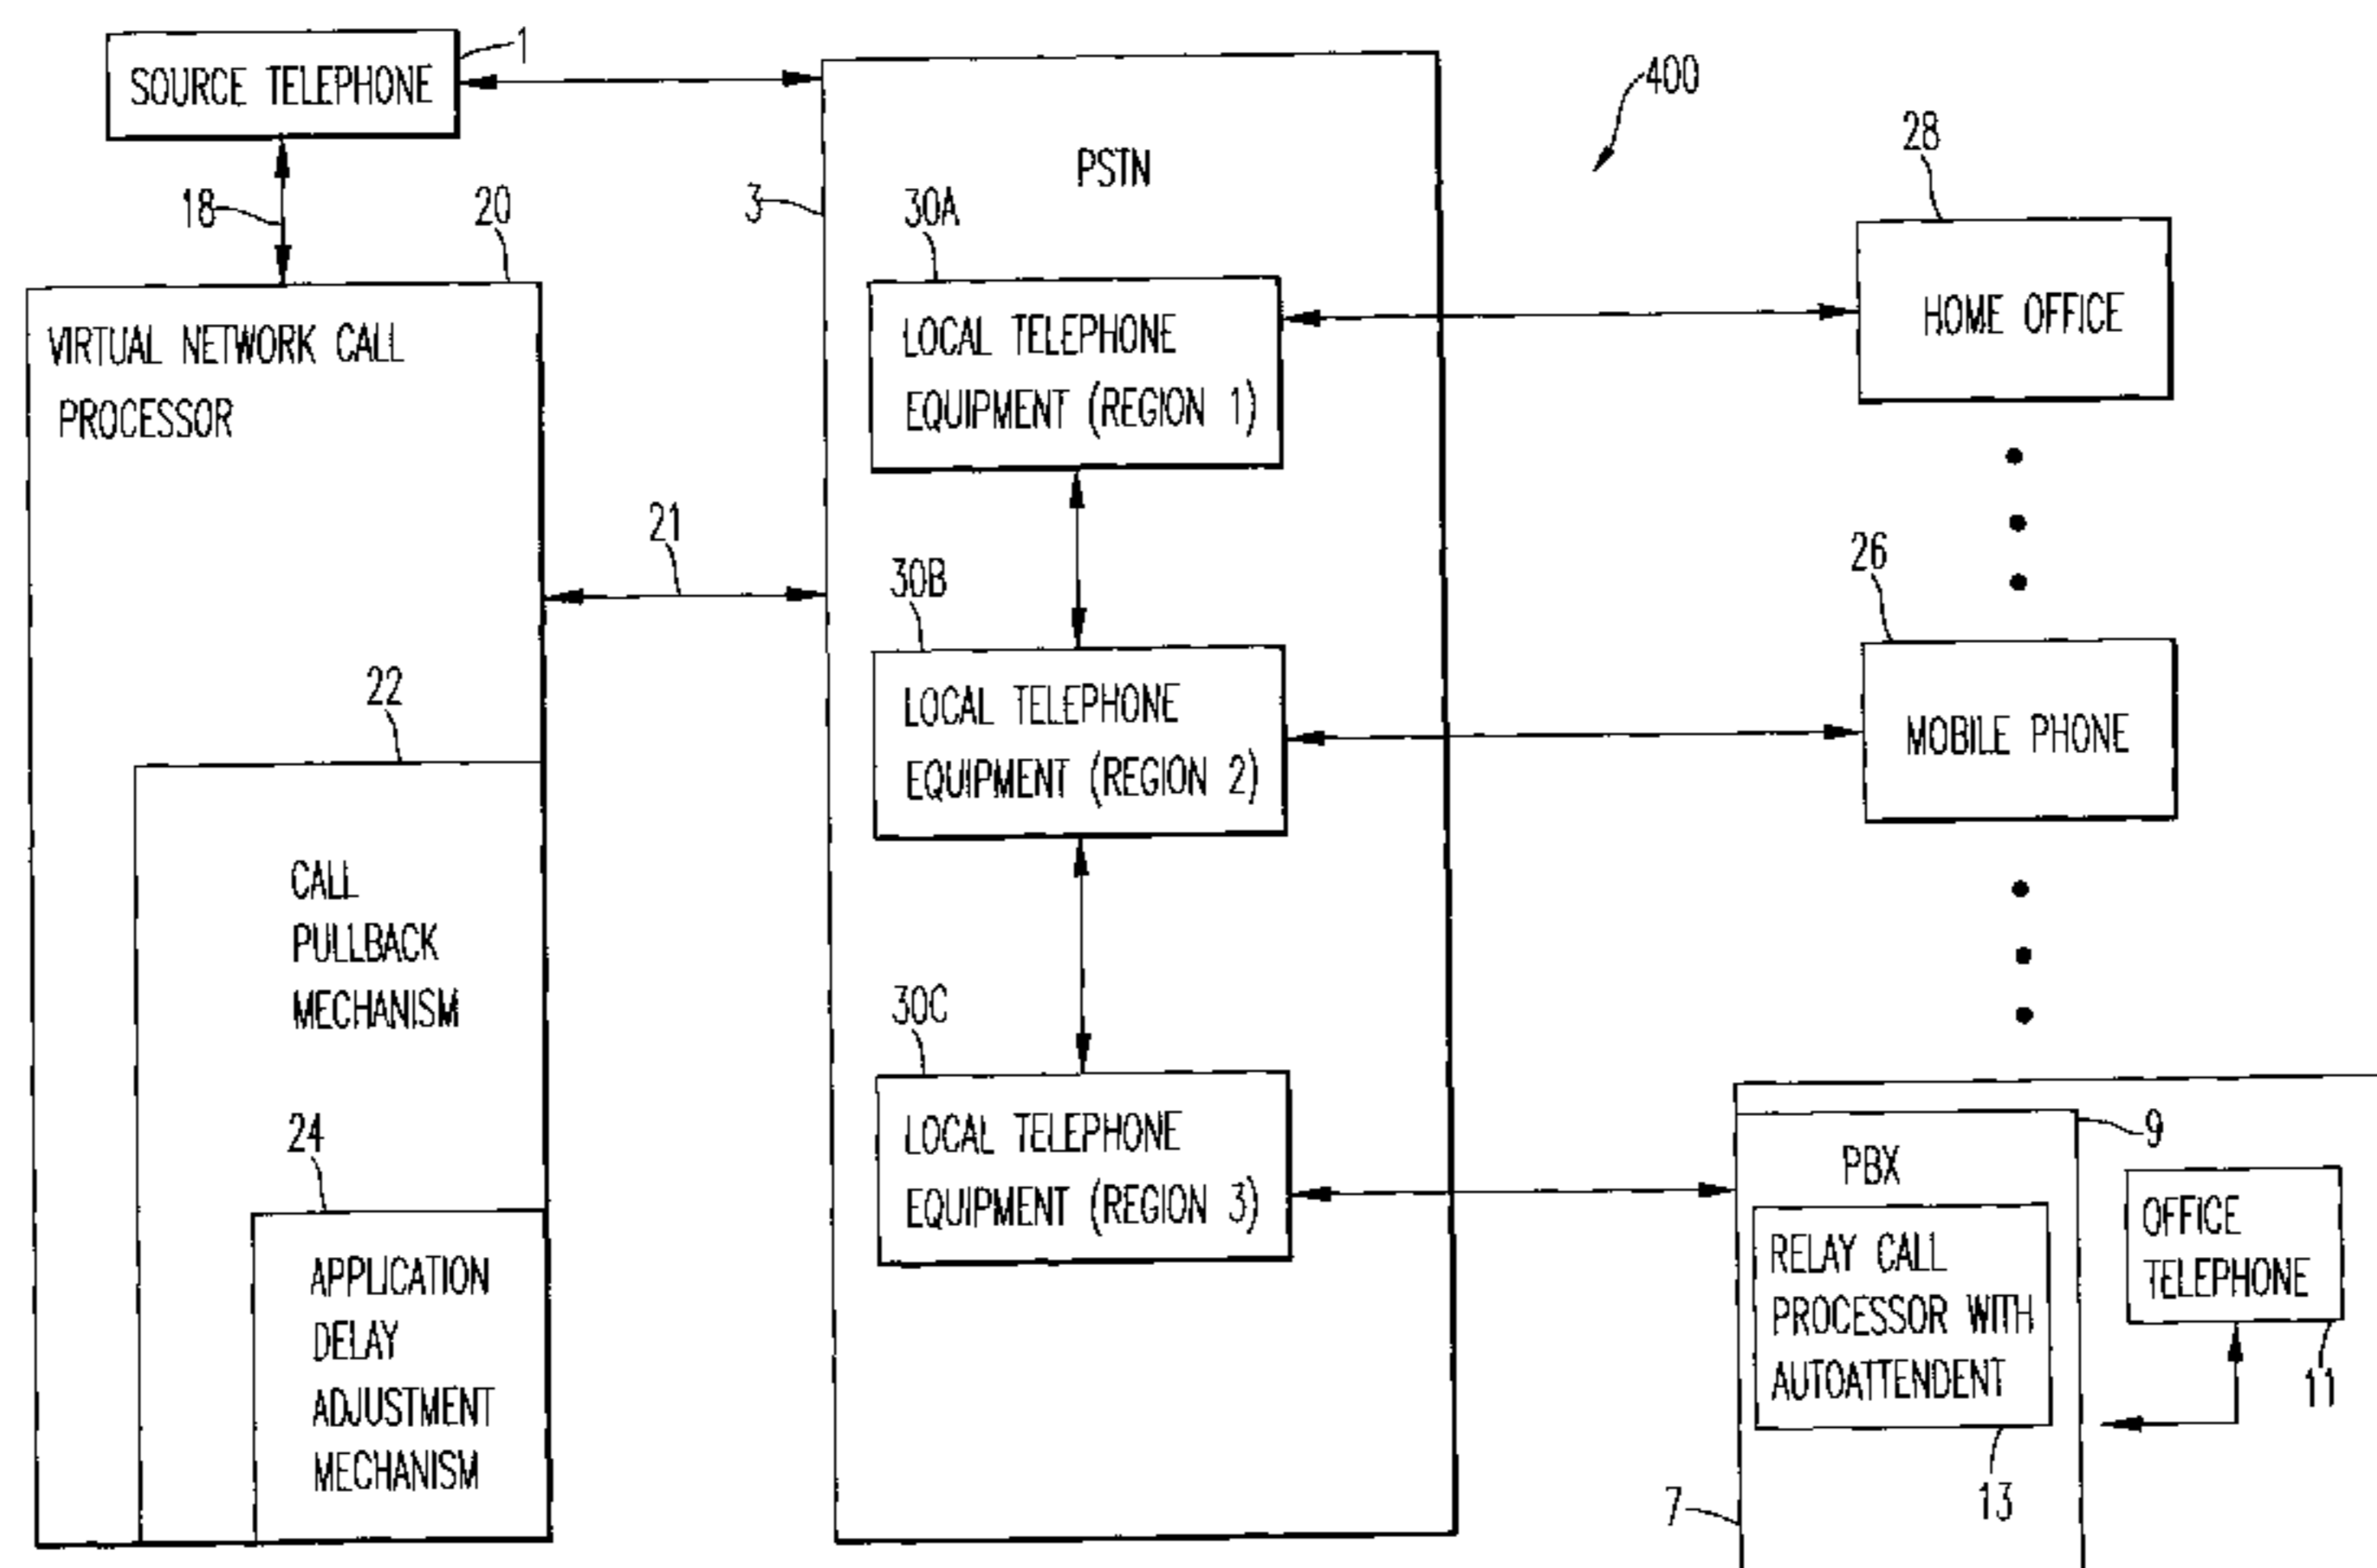 SOURCE TELEPHONE
1
18
20
VIRTUAL NETWORK CALL
PROCESSOR
22
CALL
PULLBACK
MECHANISM
24
APPLICATION
DELAY
ADJUSTMENT
MECHANISM
21
3
PSTN
30A
LOCAL TELEPHONE
EQUIPMENT (REGION 1)
30B
LOCAL TELEPHONE
EQUIPMENT (REGION 2)
30C
LOCAL TELEPHONE
EQUIPMENT (REGION 3)
400
28
HOME OFFICE
26
MOBILE PHONE
9
PBX
RELAY CALL
PROCESSOR WITH
AUTOATTENDENT
13
7
OFFICE
TELEPHONE
11